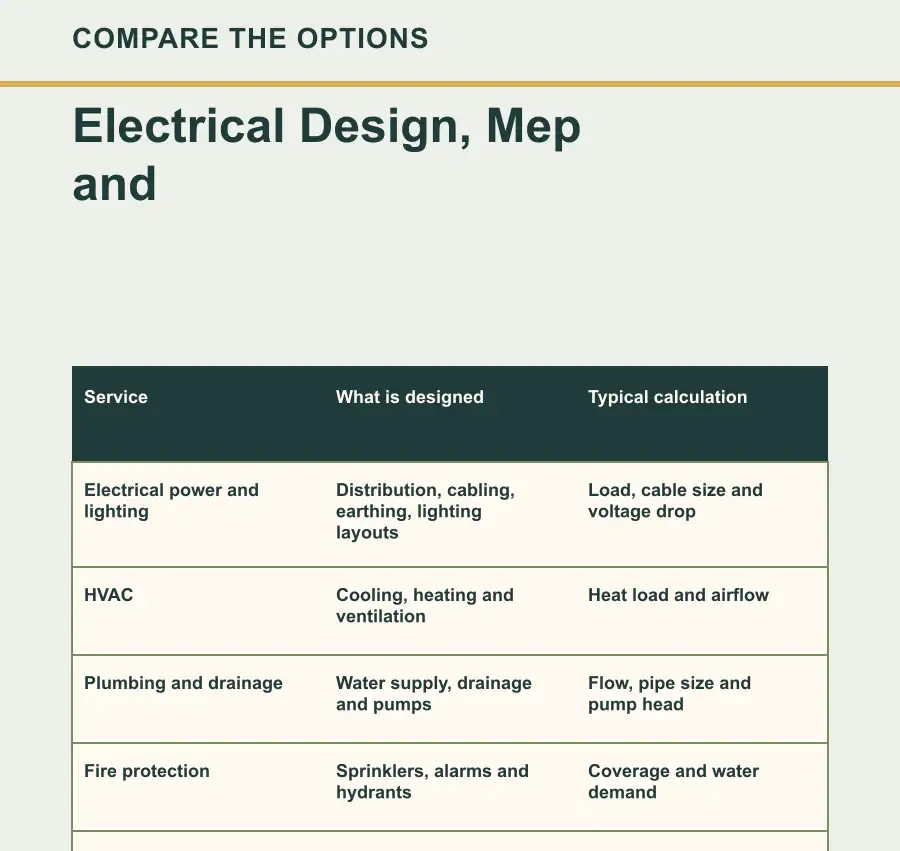 COMPARE THE OPTIONS
Electrical Design, Mep
and
Service
What is designed
Typical calculation
Electrical power and
lighting
Distribution, cabling,
earthing, lighting
layouts
Load, cable size and
voltage drop
HVAC
Cooling, heating and
ventilation
Heat load and airflow
Plumbing and drainage
Water supply, drainage
and pumps
Flow, pipe size and
pump head
Fire protection
Sprinklers, alarms and
hydrants
Coverage and water
demand